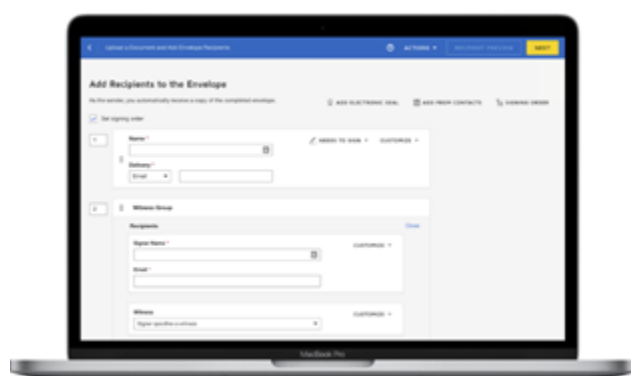 Upload a Document and Add Envelope Recipients
ACTIONS
RECIPIENT PREVIEW
NEXT
Add Recipients to the Envelope
As the sender, you automatically receive a copy of the completed envelope.
ADD ELECTRONIC SEAL
ADD FROM CONTACTS
SIGNING ORDER
Set signing order
1
Name *
NEEDS TO SIGN
CUSTOMIZE
Delivery *
Email
2
Witness Group
Recipients
Close
Signer Name *
CUSTOMIZE
Email *
Witness
CUSTOMIZE
Signer specifies a witness
MacBook Pro